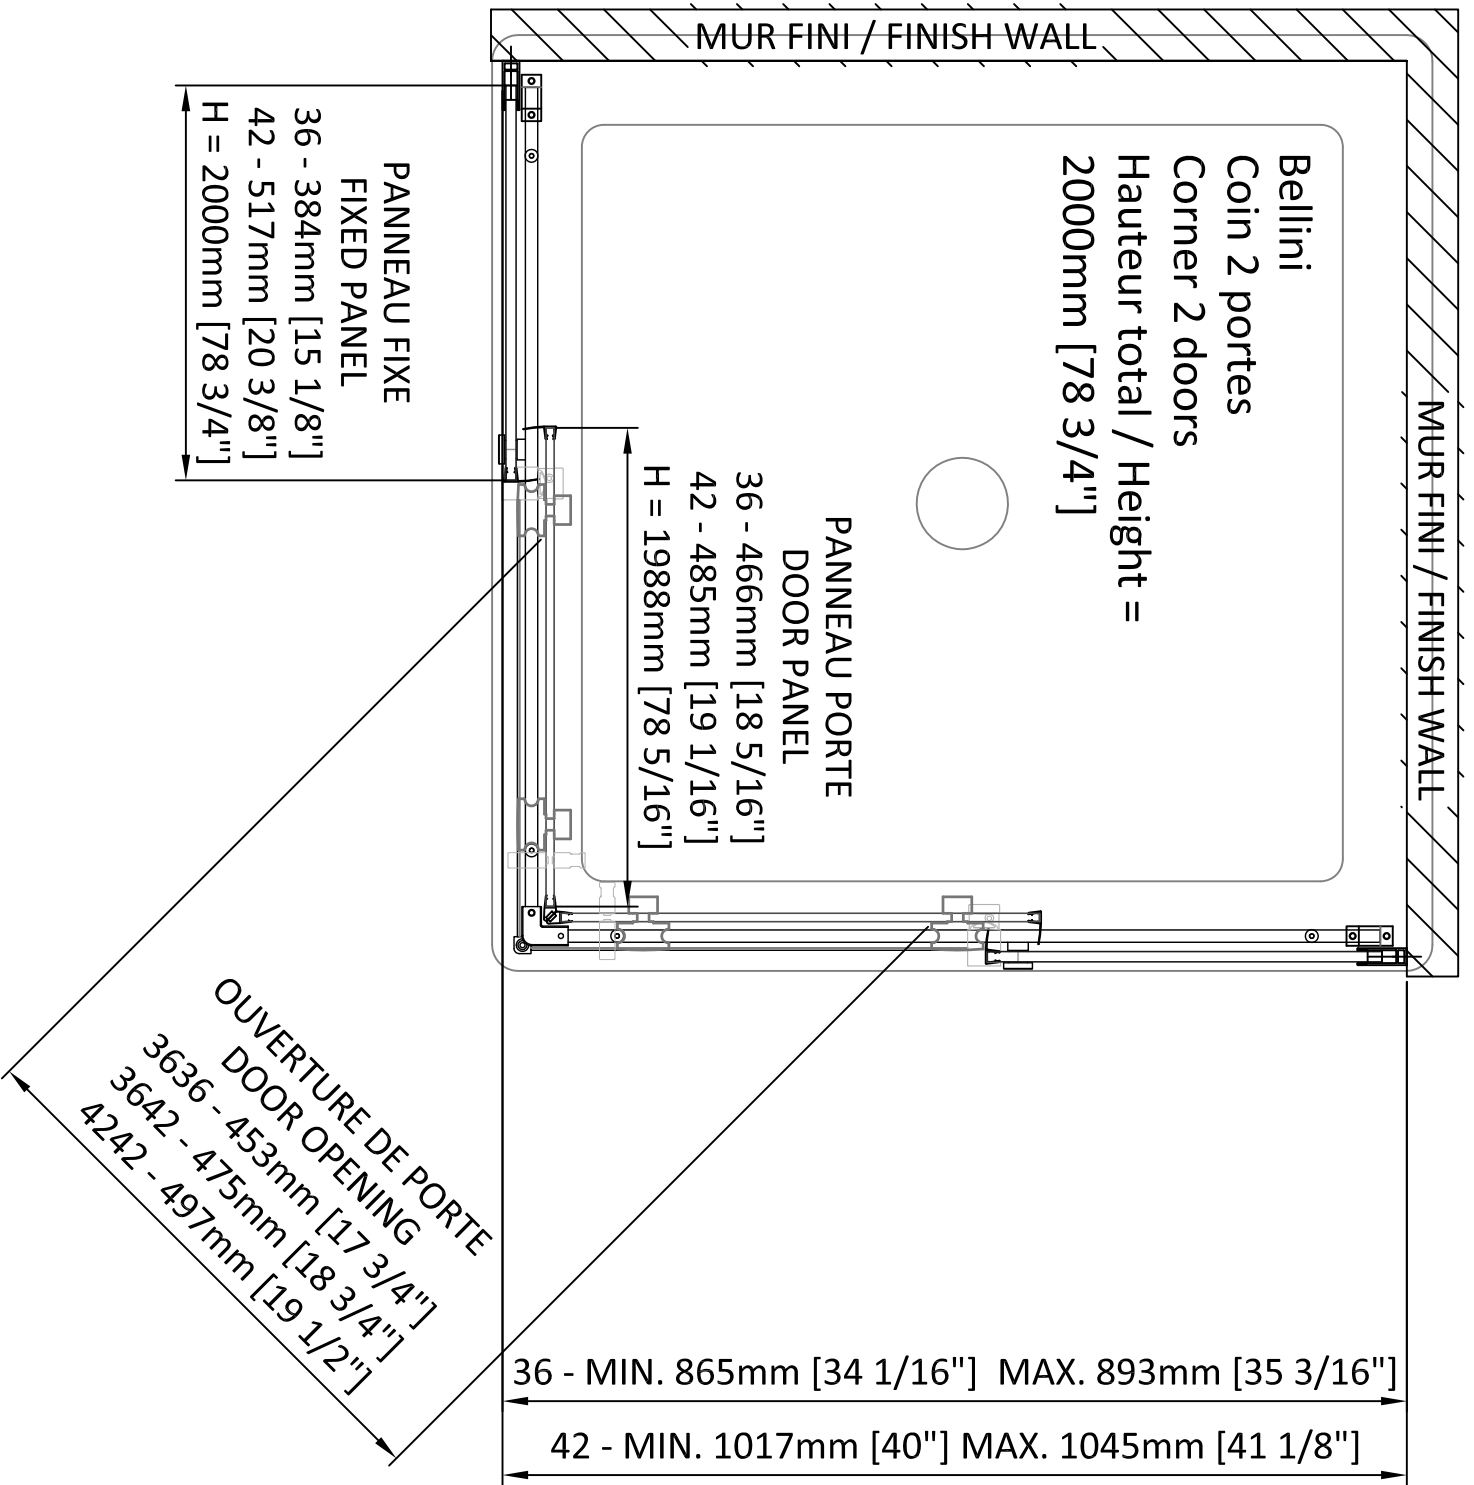 MUR FINI / FINISH WALL
MUR FINI / FINISH WALL
Bellini
Coin 2 portes
Corner 2 doors
Hauteur total / Height =
2000mm [78 3/4"]
PANNEAU FIXE
FIXED PANEL
36 - 384mm [15 1/8"]
42 - 517mm [20 3/8"]
H = 2000mm [78 3/4"]
PANNEAU PORTE
DOOR PANEL
36 - 466mm [18 5/16"]
42 - 485mm [19 1/16"]
H = 1988mm [78 5/16"]
OUVERTURE DE PORTE
DOOR OPENING
3636 - 453mm [17 3/4"]
3642 - 475mm [18 3/4"]
4242 - 497mm [19 1/2"]
36 - MIN. 865mm [34 1/16"] MAX. 893mm [35 3/16"]
42 - MIN. 1017mm [40"] MAX. 1045mm [41 1/8"]